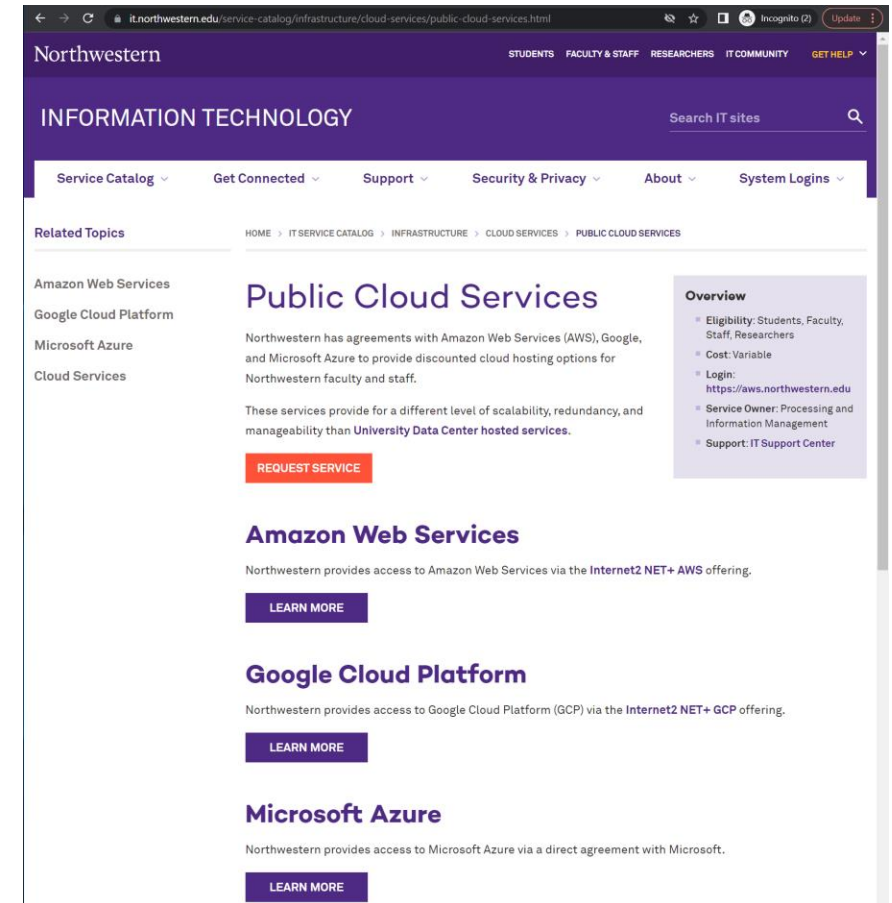 it.northwestern.edu/service-catalog/infrastructure/cloud-services/public-cloud-services.html
Incognito (2)
Update
Northwestern
STUDENTS FACULTY & STAFF RESEARCHERS IT COMMUNITY GET HELP
INFORMATION TECHNOLOGY
Search IT sites
Service Catalog Get Connected Support Security & Privacy About System Logins
Related Topics
Amazon Web Services
Google Cloud Platform
Microsoft Azure
Cloud Services
HOME > IT SERVICE CATALOG > INFRASTRUCTURE > CLOUD SERVICES > PUBLIC CLOUD SERVICES
Public Cloud Services
Northwestern has agreements with Amazon Web Services (AWS), Google,
and Microsoft Azure to provide discounted cloud hosting options for
Northwestern faculty and staff.
These services provide for a different level of scalability, redundancy, and
manageability than University Data Center hosted services.
REQUEST SERVICE
Overview
Eligibility: Students, Faculty,
Staff, Researchers
Cost: Variable
Login:
https://aws.northwestern.edu
Service Owner: Processing and
Information Management
Support: IT Support Center
Amazon Web Services
Northwestern provides access to Amazon Web Services via the Internet2 NET+ AWS offering.
LEARN MORE
Google Cloud Platform
Northwestern provides access to Google Cloud Platform (GCP) via the Internet2 NET+ GCP offering.
LEARN MORE
Microsoft Azure
Northwestern provides access to Microsoft Azure via a direct agreement with Microsoft.
LEARN MORE